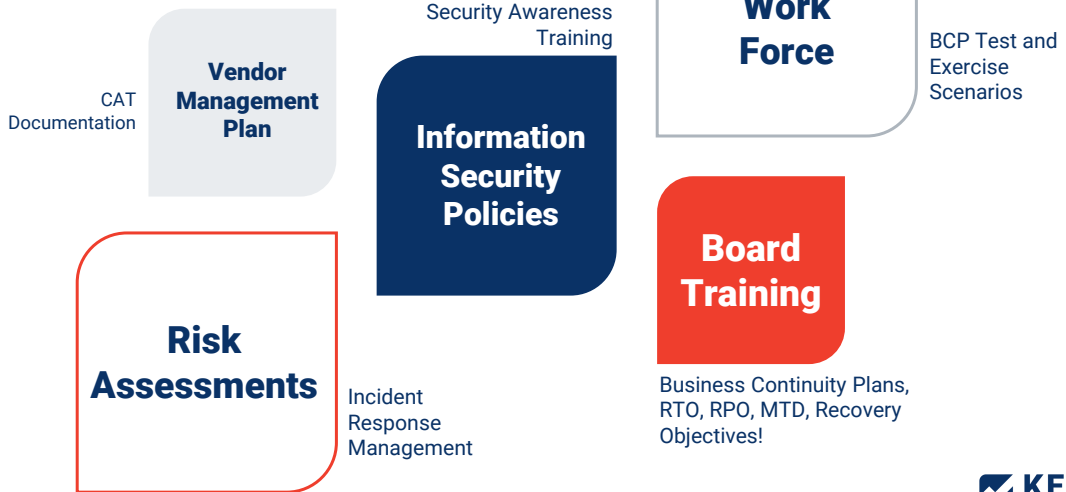 Security Awareness
Training
Work
Force
BCP Test and
Exercise
Scenarios
Vendor
Management
Plan
CAT
Documentation
Information
Security
Policies
Board
Training
Risk
Assessments
Incident
Response
Management
Business Continuity Plans,
RTO, RPO, MTD, Recovery
Objectives!